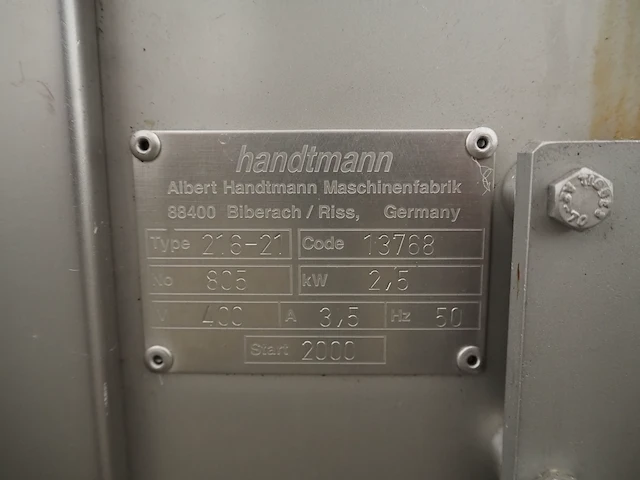 handtmann
Albert Handtmann Maschinenfabrik
88400 Biberach / Riss, Germany
Type 216-21 Code 13768
No 805 kW 2,5
V 400 A 3,5 Hz 50
Start 2000